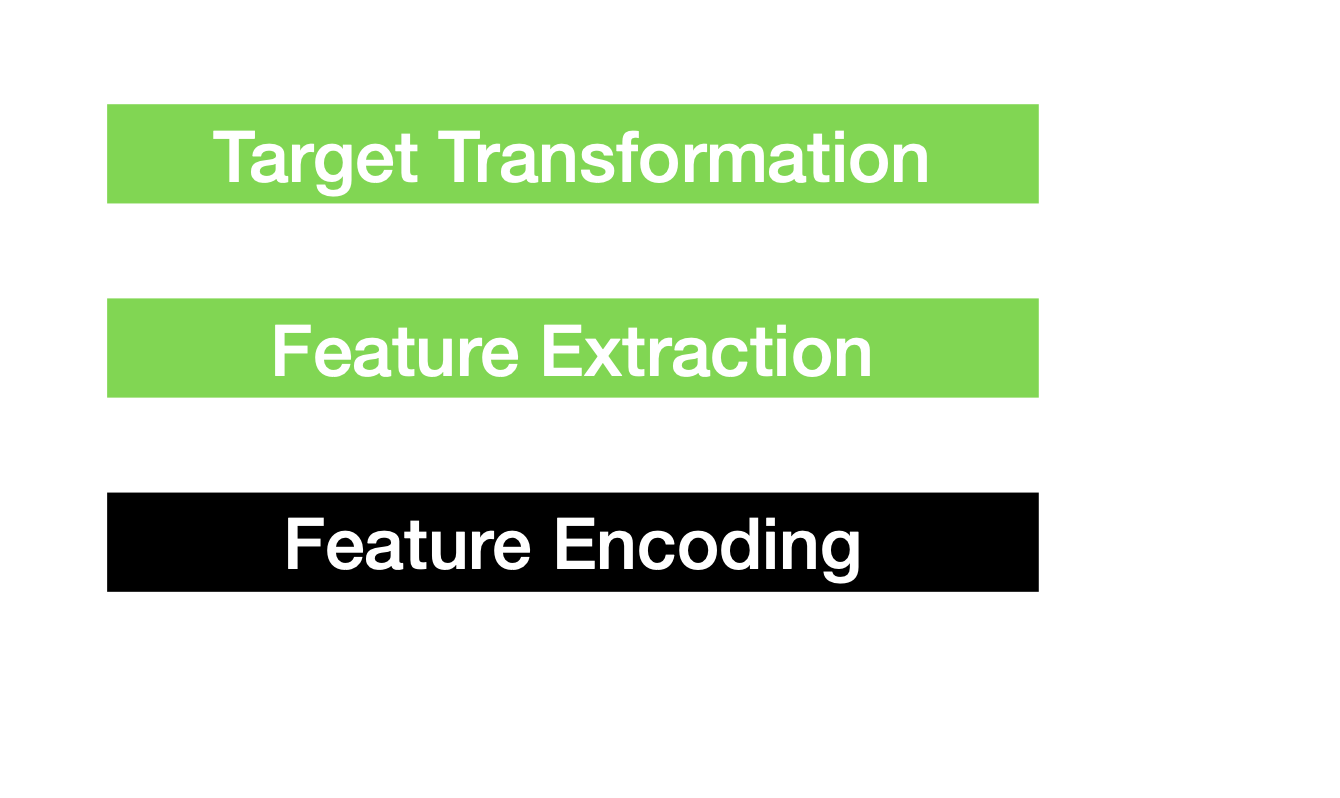 Target Transformation
Feature Extraction
Feature Encoding